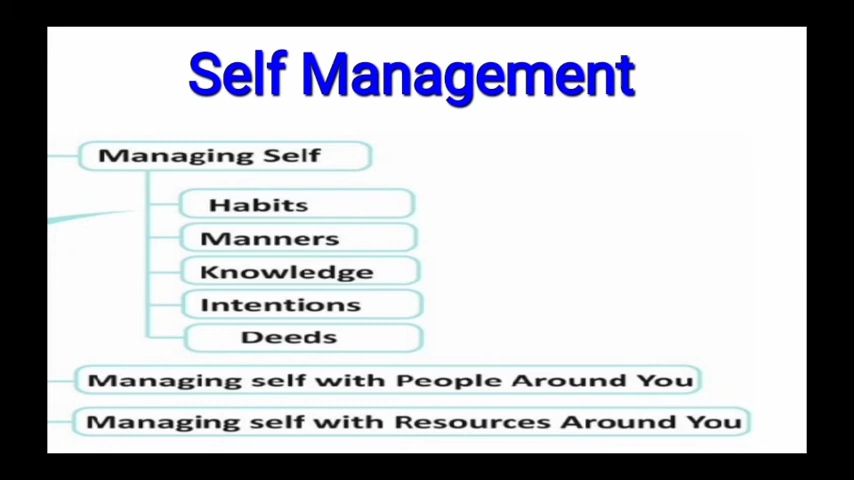 Self Management
Managing Self
Habits
Manners
Knowledge
Intentions
Deeds
Managing self with People Around You
Managing self with Resources Around You